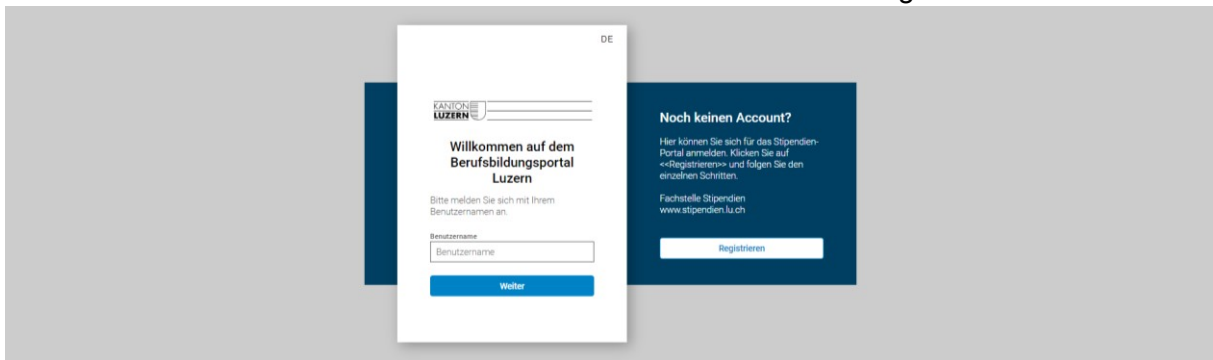 DE
KANTON
LUZERN
Willkommen auf dem
Berufsbildungsportal
Luzern
Bitte melden Sie sich mit Ihrem
Benutzernamen an.
Benutzername
Benutzername
Weiter
Noch keinen Account?
Hier können Sie sich für das Stipendien-
Portal anmelden. Klicken Sie auf
<<Registrieren>> und folgen Sie den
einzelnen Schritten.
Fachstelle Stipendien
www.stipendien.lu.ch
Registrieren